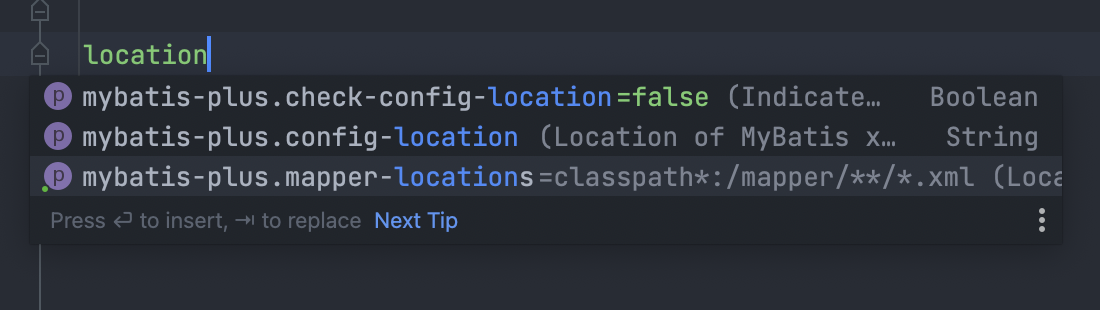 location
p mybatis-plus.check-config-location=false (Indicate… Boolean
p mybatis-plus.config-location (Location of MyBatis x… String
p mybatis-plus.mapper-locations=classpath*:/mapper/**/*.xml (Loca
Press ↩ to insert, ⇥ to replace Next Tip